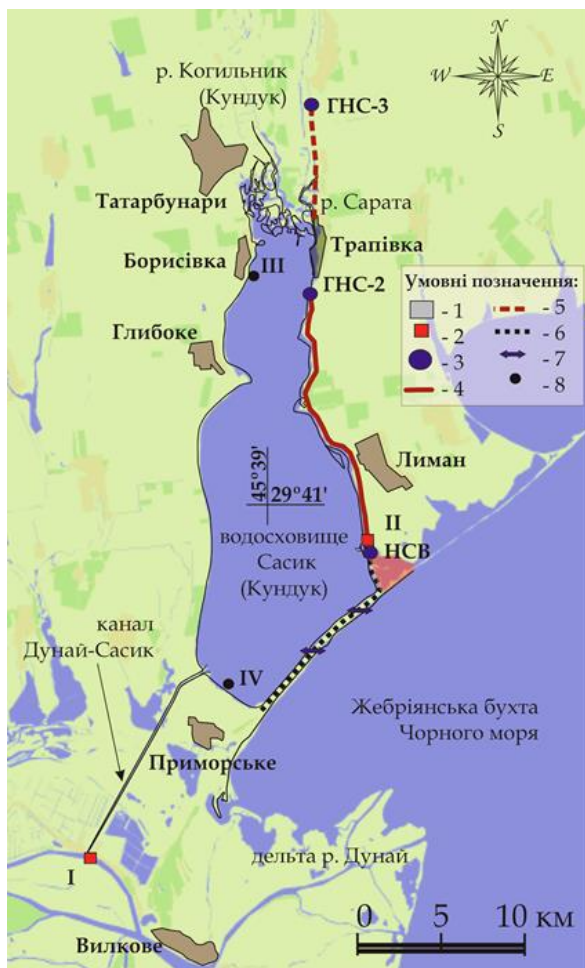 N
W E
S
р. Когильник
(Кундук)
ГНС-3
Татарбунари
р. Сарата
Трапівка
Борисівка
III
ГНС-2
Умовні позначення:
- 1
- 2
- 3
- 4
- 5
- 6
- 7
- 8
Глибоке
Лиман
45°39'
29°41'
II
НСВ
водосховище
Сасик
(Кундук)
канал
Дунай-Сасик
IV
Жебріянська бухта
Чорного моря
Приморське
дельта р. Дунай
I
Вилкове
0 5 10 км